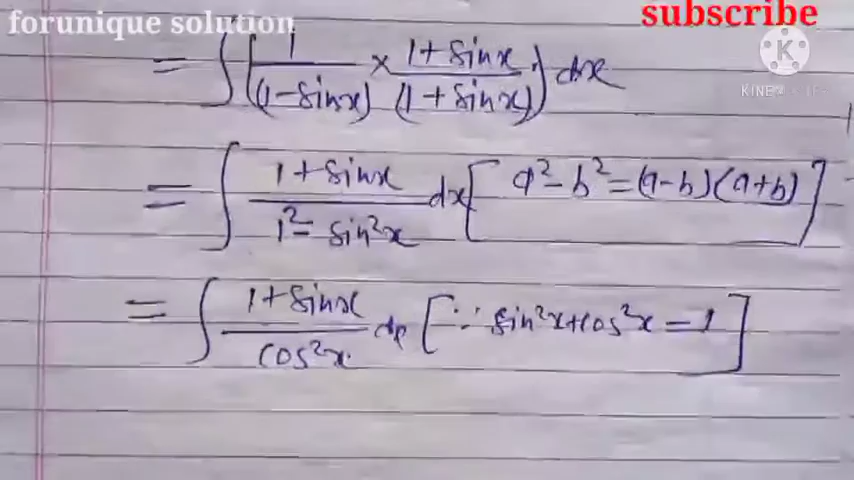 forunique solution
subscribe
= ∫ (1/(1-sinx) × (1+sinx)/(1+sinx)) dx
KINEMASTER
= ∫ (1+sinx)/(1²-sin²x) dx [a²-b²=(a-b)(a+b)]
= ∫ (1+sinx)/(cos²x) dx [∵ sin²x+cos²x=1]